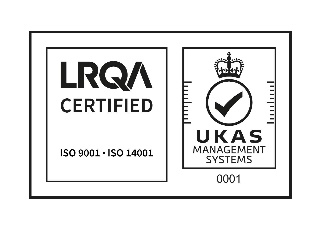 LRQA
CERTIFIED
ISO 9001 • ISO 14001
UKAS
MANAGEMENT
SYSTEMS
0001